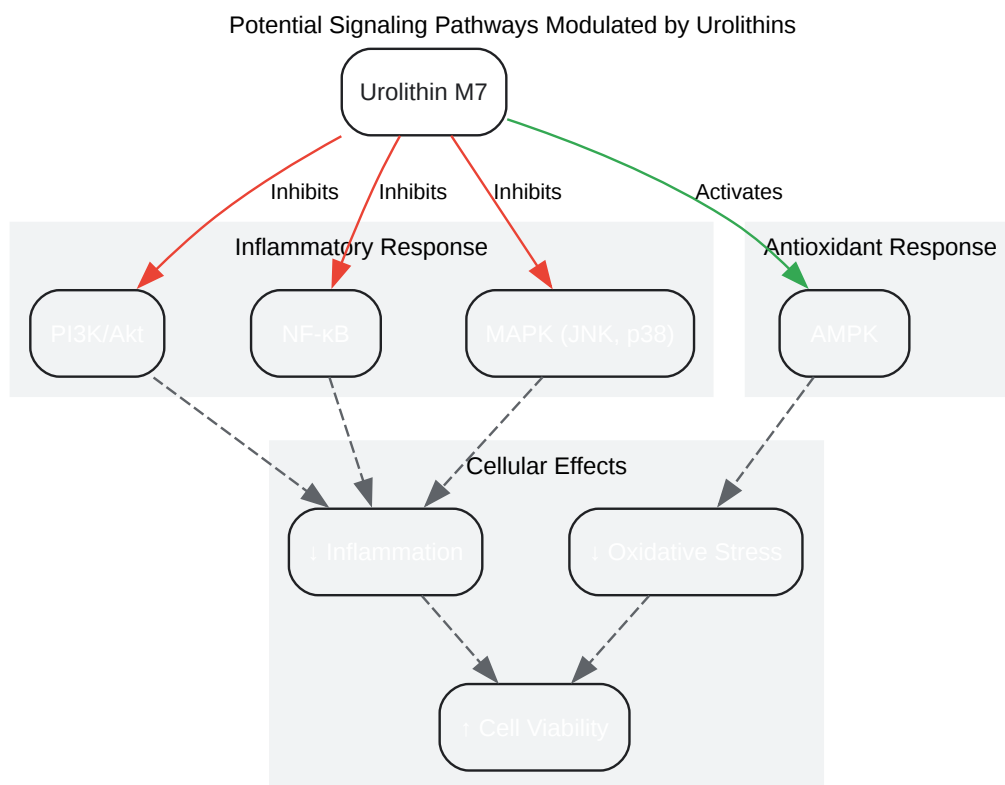 Potential Signaling Pathways Modulated by Urolithins
Urolithin M7
Inhibits
Inhibits
Inhibits
Activates
Inflammatory Response
Antioxidant Response
PI3K/Akt
NF-κB
MAPK (JNK, p38)
AMPK
Cellular Effects
↓ Inflammation
↓ Oxidative Stress
↑ Cell Viability